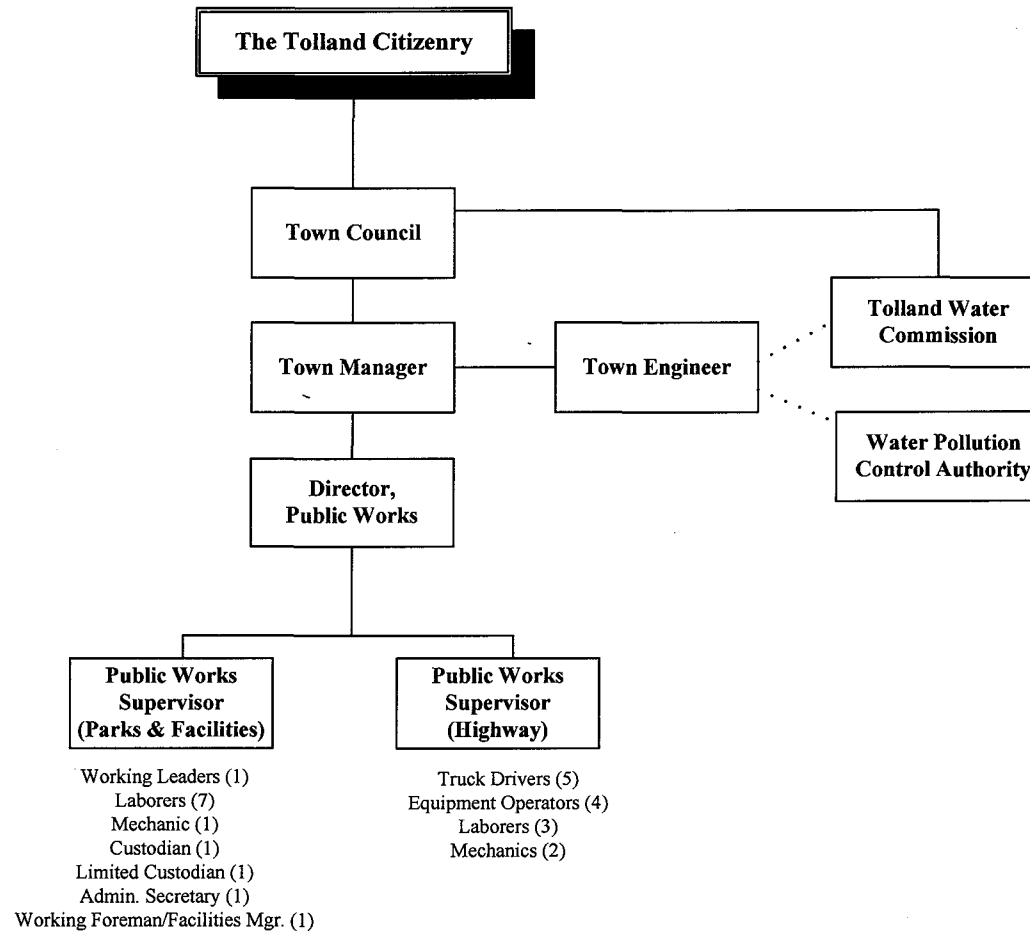 The Tolland Citizenry
Town Council
Tolland Water
Commission
Town Manager
Town Engineer
Water Pollution
Control Authority
Director,
Public Works
Public Works
Supervisor
(Parks & Facilities)
Working Leaders (1)
Laborers (7)
Mechanic (1)
Custodian (1)
Limited Custodian (1)
Admin. Secretary (1)
Working Foreman/Facilities Mgr. (1)
Public Works
Supervisor
(Highway)
Truck Drivers (5)
Equipment Operators (4)
Laborers (3)
Mechanics (2)